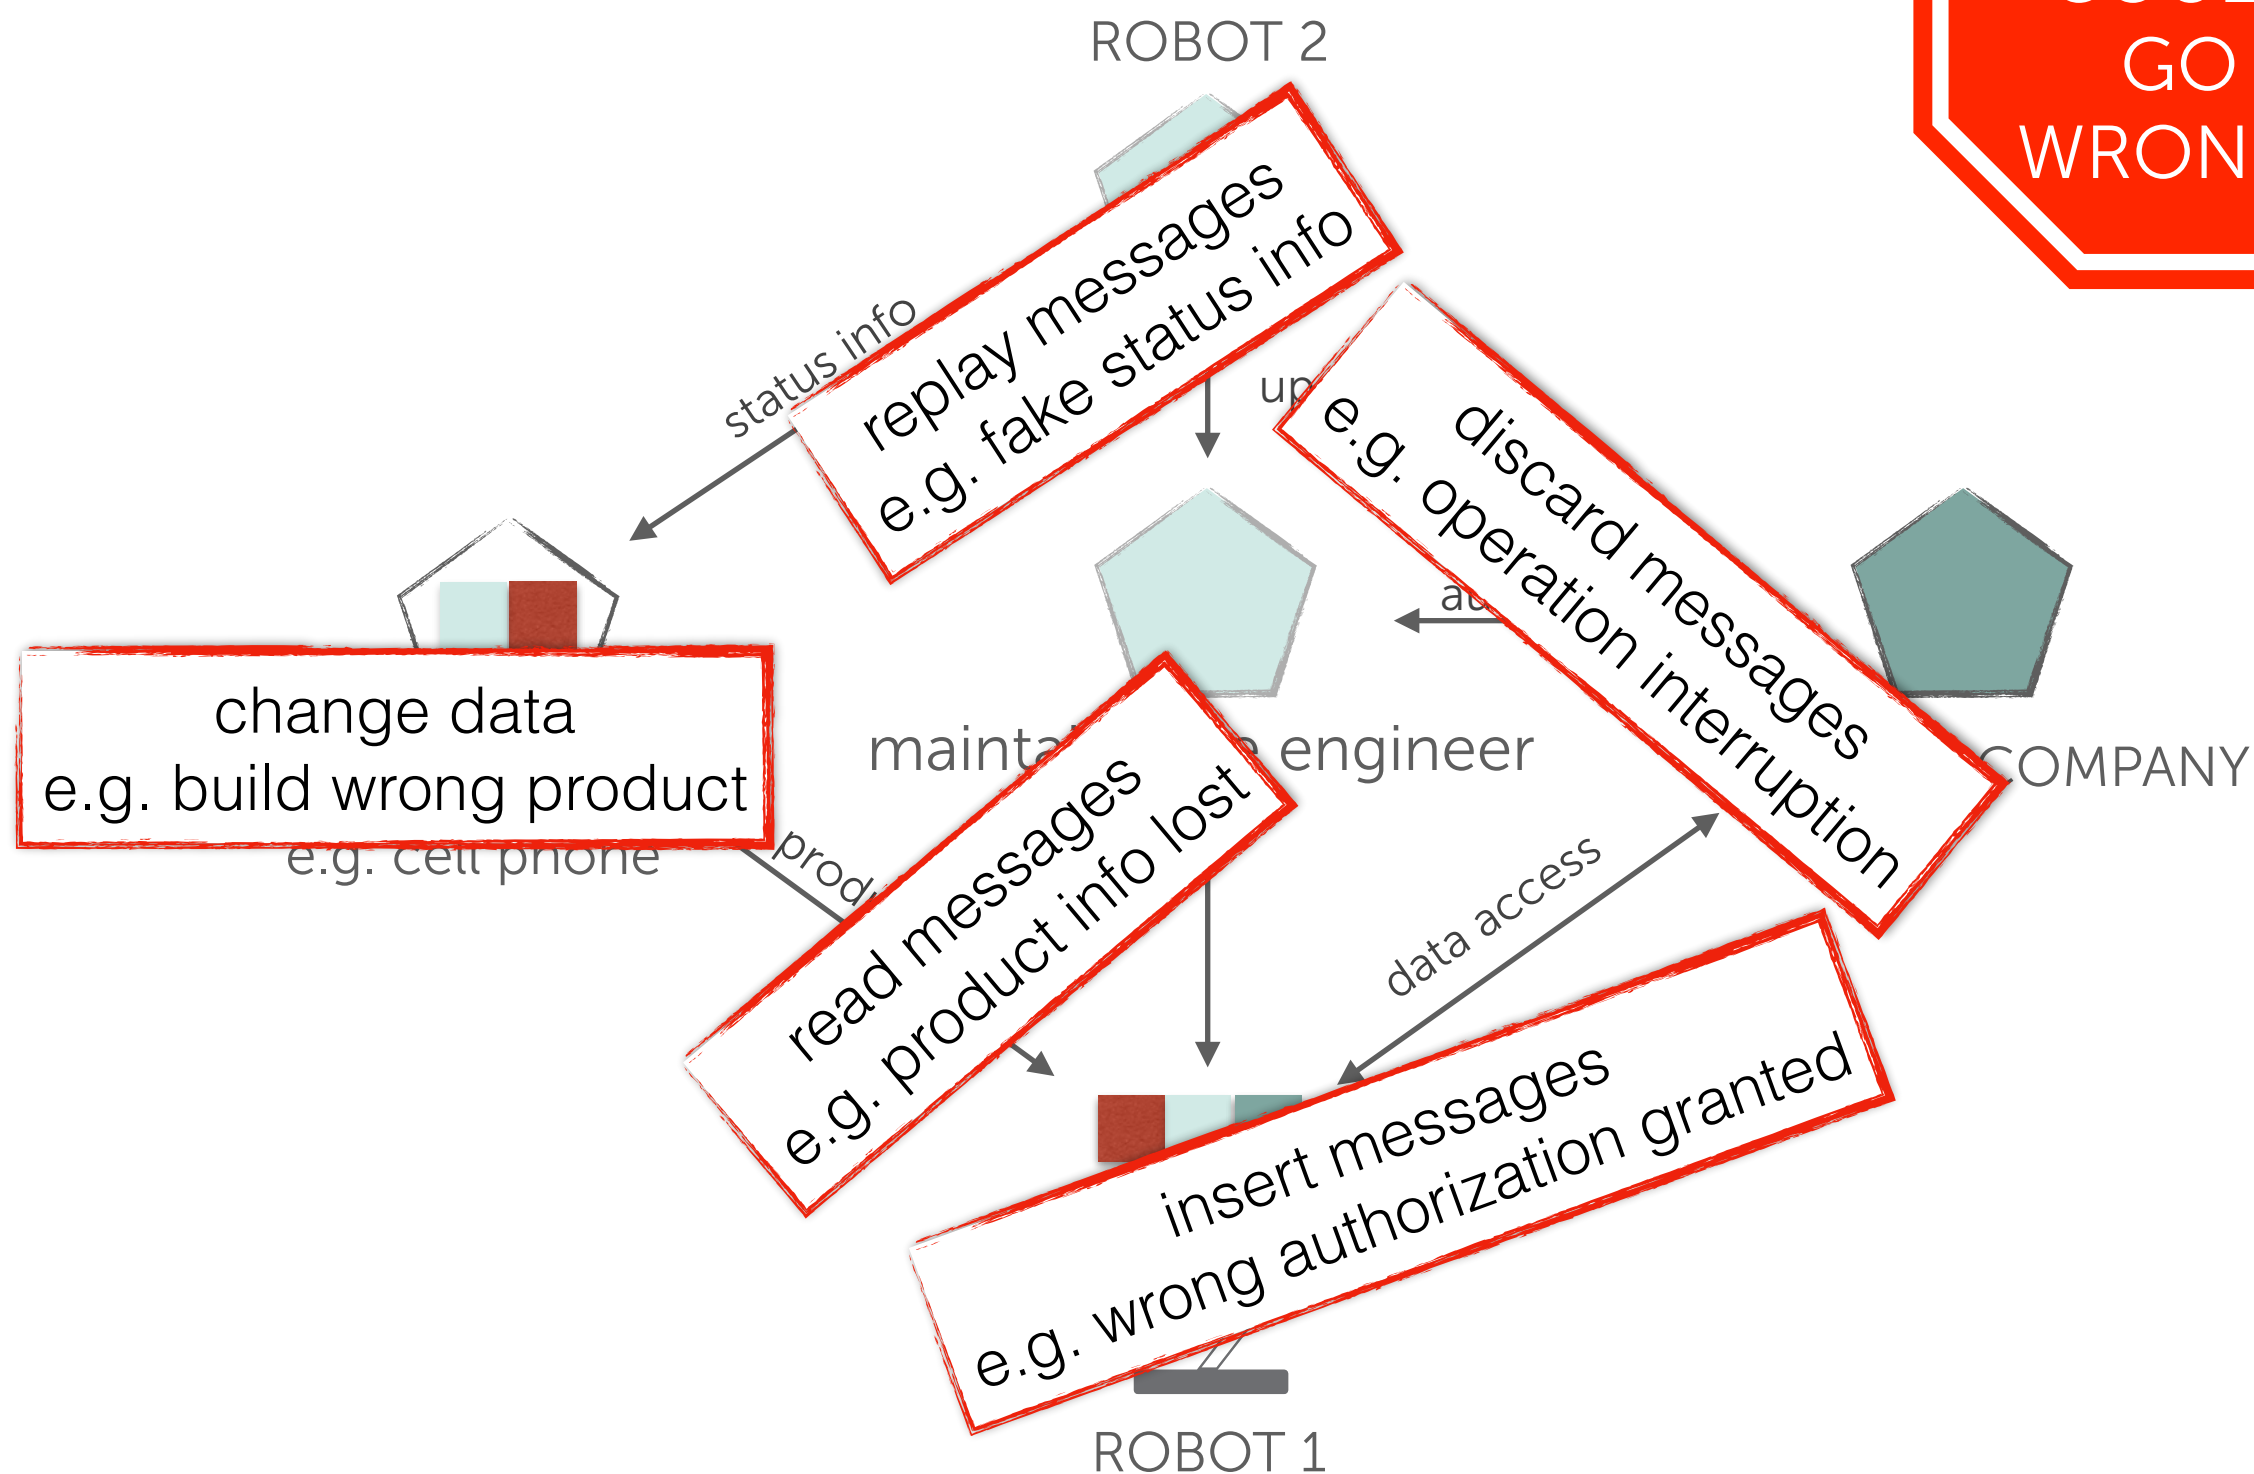 ROBOT 2
GO
WRON
replay messages
e.g. fake status info
status info
up
discard messages
e.g. operation interruption
au
change data
e.g. build wrong product
e.g. cell phone
engineer
COMPANY
read messages
e.g. product info lost
data access
insert messages
e.g. wrong authorization granted
ROBOT 1